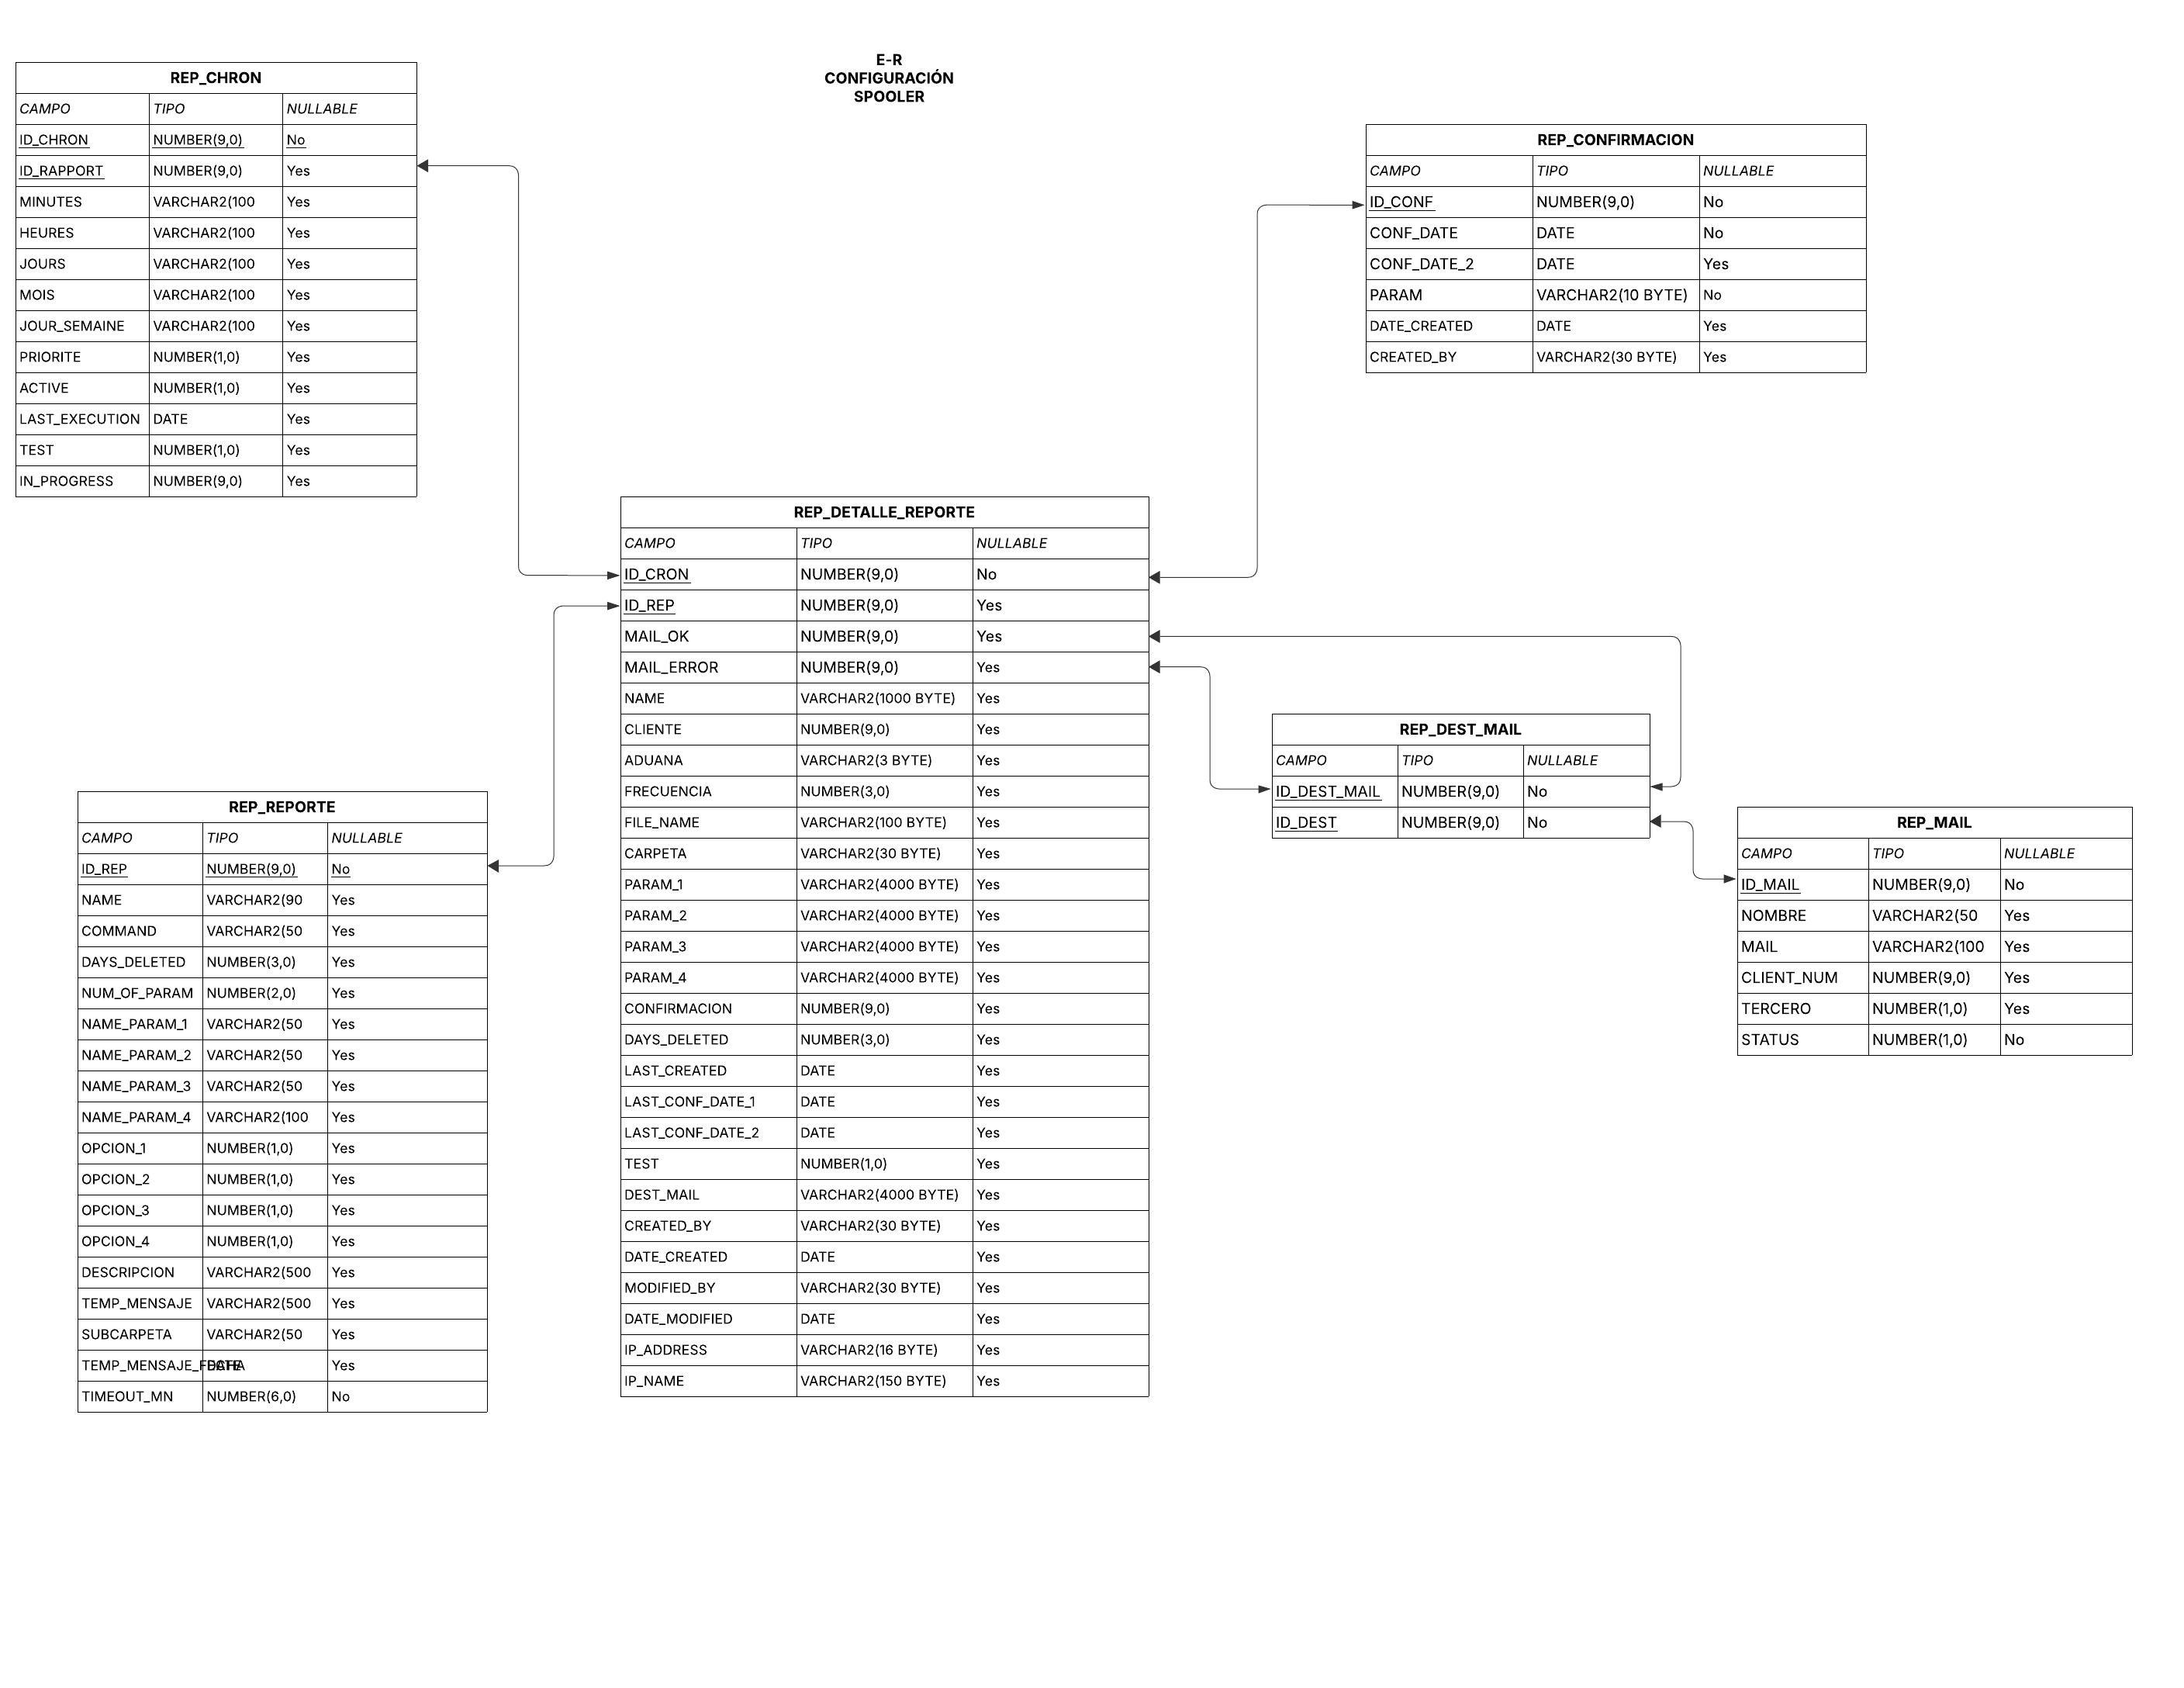 E-R
CONFIGURACIÓN
SPOOLER
REP_CHRON
CAMPO TIPO NULLABLE
ID_CHRON NUMBER(9,0) No
ID_RAPPORT NUMBER(9,0) Yes
MINUTES VARCHAR2(100 Yes
HEURES VARCHAR2(100 Yes
JOURS VARCHAR2(100 Yes
MOIS VARCHAR2(100 Yes
JOUR_SEMAINE VARCHAR2(100 Yes
PRIORITE NUMBER(1,0) Yes
ACTIVE NUMBER(1,0) Yes
LAST_EXECUTION DATE Yes
TEST NUMBER(1,0) Yes
IN_PROGRESS NUMBER(9,0) Yes
REP_CONFIRMACION
CAMPO TIPO NULLABLE
ID_CONF NUMBER(9,0) No
CONF_DATE DATE No
CONF_DATE_2 DATE Yes
PARAM VARCHAR2(10 BYTE) No
DATE_CREATED DATE Yes
CREATED_BY VARCHAR2(30 BYTE) Yes
REP_DETALLE_REPORTE
CAMPO TIPO NULLABLE
ID_CRON NUMBER(9,0) No
ID_REP NUMBER(9,0) Yes
MAIL_OK NUMBER(9,0) Yes
MAIL_ERROR NUMBER(9,0) Yes
NAME VARCHAR2(1000 BYTE) Yes
CLIENTE NUMBER(9,0) Yes
ADUANA VARCHAR2(3 BYTE) Yes
FRECUENCIA NUMBER(3,0) Yes
FILE_NAME VARCHAR2(100 BYTE) Yes
CARPETA VARCHAR2(30 BYTE) Yes
PARAM_1 VARCHAR2(4000 BYTE) Yes
PARAM_2 VARCHAR2(4000 BYTE) Yes
PARAM_3 VARCHAR2(4000 BYTE) Yes
PARAM_4 VARCHAR2(4000 BYTE) Yes
CONFIRMACION NUMBER(9,0) Yes
DAYS_DELETED NUMBER(3,0) Yes
LAST_CREATED DATE Yes
LAST_CONF_DATE_1 DATE Yes
LAST_CONF_DATE_2 DATE Yes
TEST NUMBER(1,0) Yes
DEST_MAIL VARCHAR2(4000 BYTE) Yes
CREATED_BY VARCHAR2(30 BYTE) Yes
DATE_CREATED DATE Yes
MODIFIED_BY VARCHAR2(30 BYTE) Yes
DATE_MODIFIED DATE Yes
IP_ADDRESS VARCHAR2(16 BYTE) Yes
IP_NAME VARCHAR2(150 BYTE) Yes
REP_DEST_MAIL
CAMPO TIPO NULLABLE
ID_DEST_MAIL NUMBER(9,0) No
ID_DEST NUMBER(9,0) No
REP_REPORTE
CAMPO TIPO NULLABLE
ID_REP NUMBER(9,0) No
NAME VARCHAR2(90 Yes
COMMAND VARCHAR2(50 Yes
DAYS_DELETED NUMBER(3,0) Yes
NUM_OF_PARAM NUMBER(2,0) Yes
NAME_PARAM_1 VARCHAR2(50 Yes
NAME_PARAM_2 VARCHAR2(50 Yes
NAME_PARAM_3 VARCHAR2(50 Yes
NAME_PARAM_4 VARCHAR2(100 Yes
OPCION_1 NUMBER(1,0) Yes
OPCION_2 NUMBER(1,0) Yes
OPCION_3 NUMBER(1,0) Yes
OPCION_4 NUMBER(1,0) Yes
DESCRIPCION VARCHAR2(500 Yes
TEMP_MENSAJE VARCHAR2(500 Yes
SUBCARPETA VARCHAR2(50 Yes
TEMP_MENSAJE_FECHA DATE Yes
TIMEOUT_MN NUMBER(6,0) No
REP_MAIL
CAMPO TIPO NULLABLE
ID_MAIL NUMBER(9,0) No
NOMBRE VARCHAR2(50 Yes
MAIL VARCHAR2(100 Yes
CLIENT_NUM NUMBER(9,0) Yes
TERCERO NUMBER(1,0) Yes
STATUS NUMBER(1,0) No